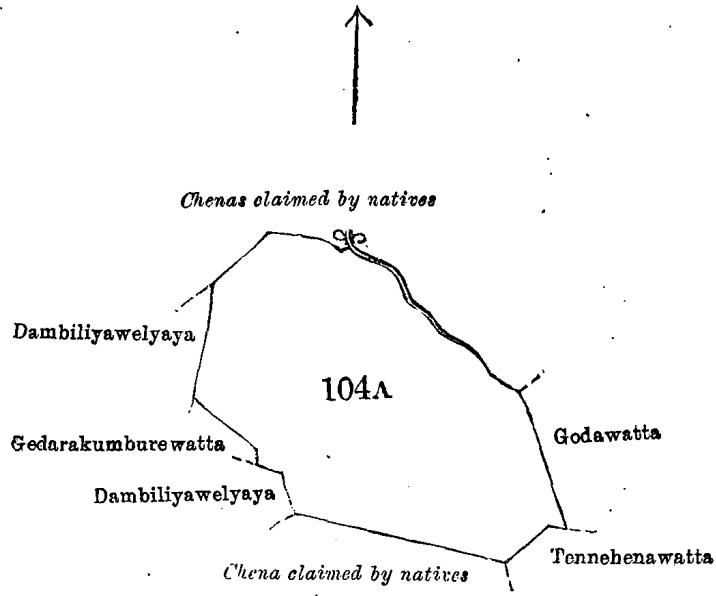 Chenas claimed by natives
Dambiliyawelyaya
104A
Godawatta
Gedarakumburewatta
Dambiliyawelyaya
Tennehenawatta
Chena claimed by natives